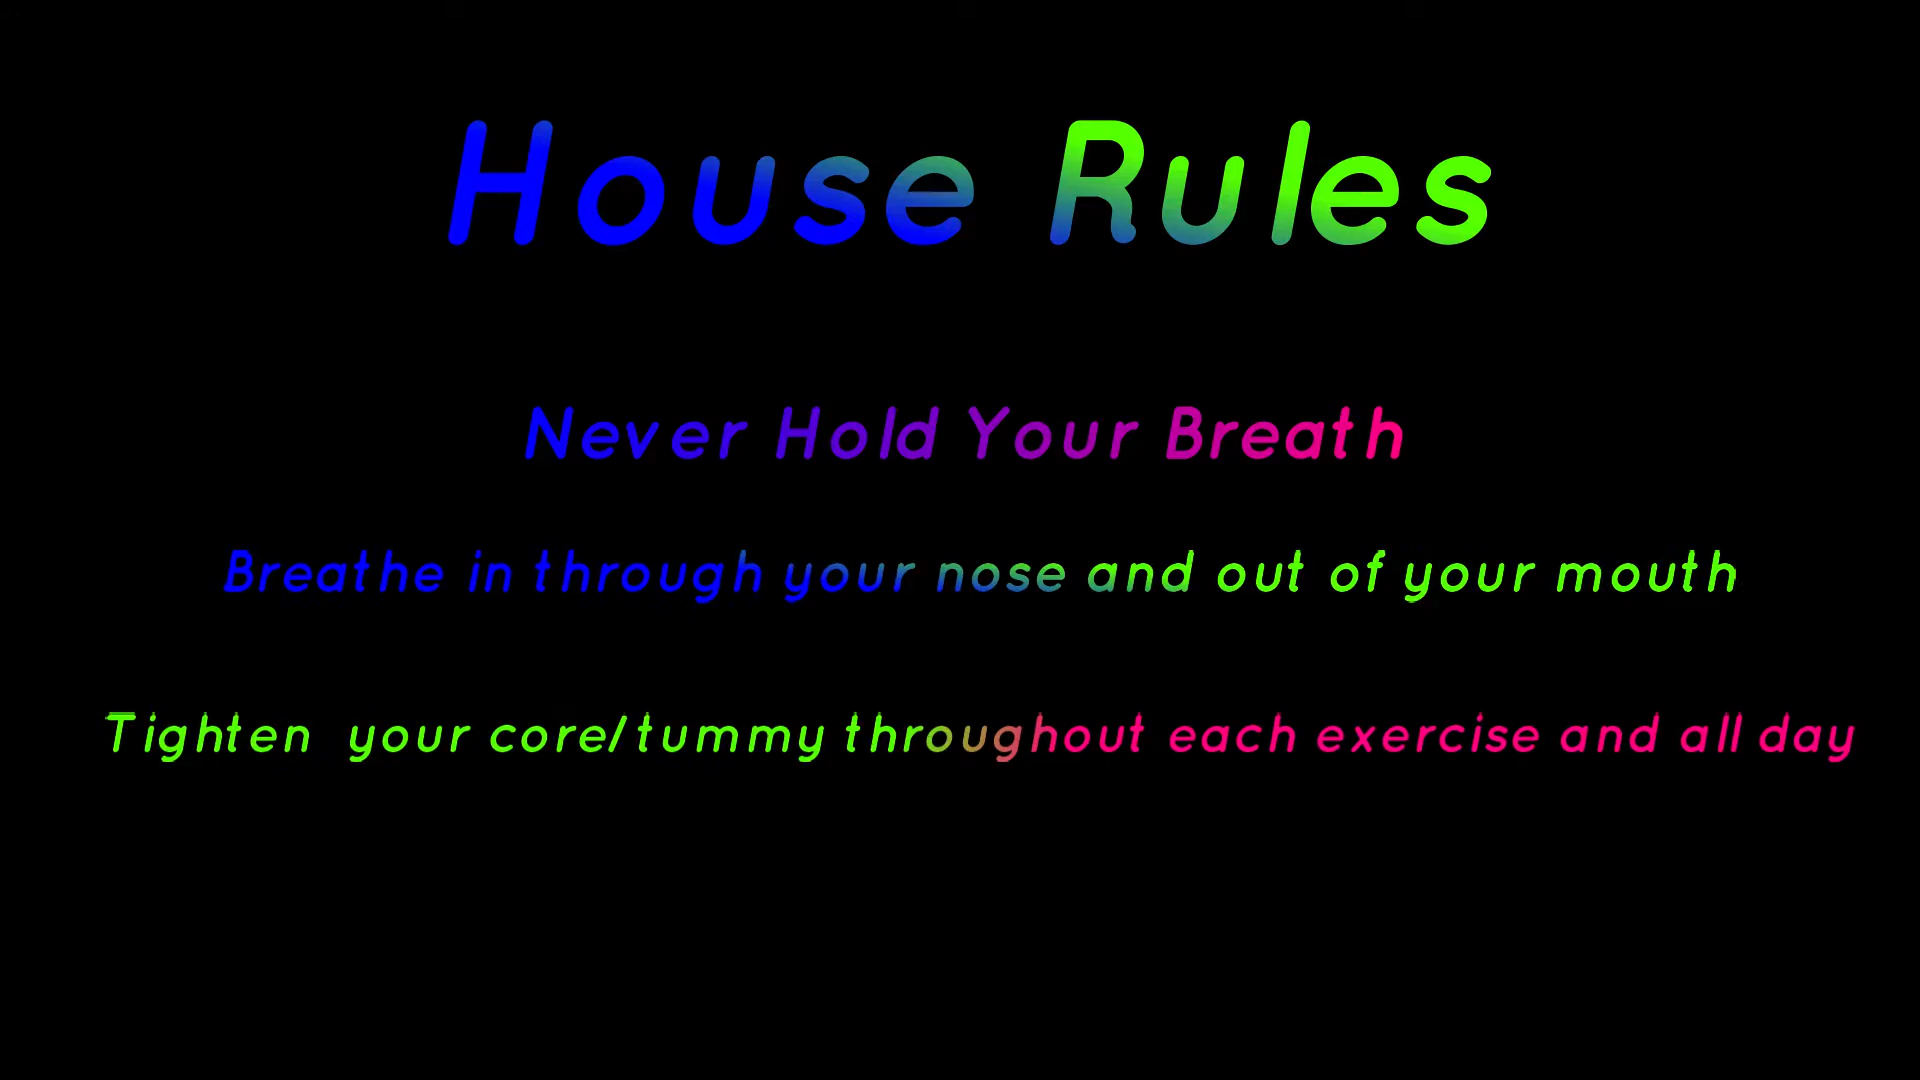 House Rules
Never Hold Your Breath
Breathe in through your nose and out of your mouth
Tighten  your core/tummy throughout each exercise and all day